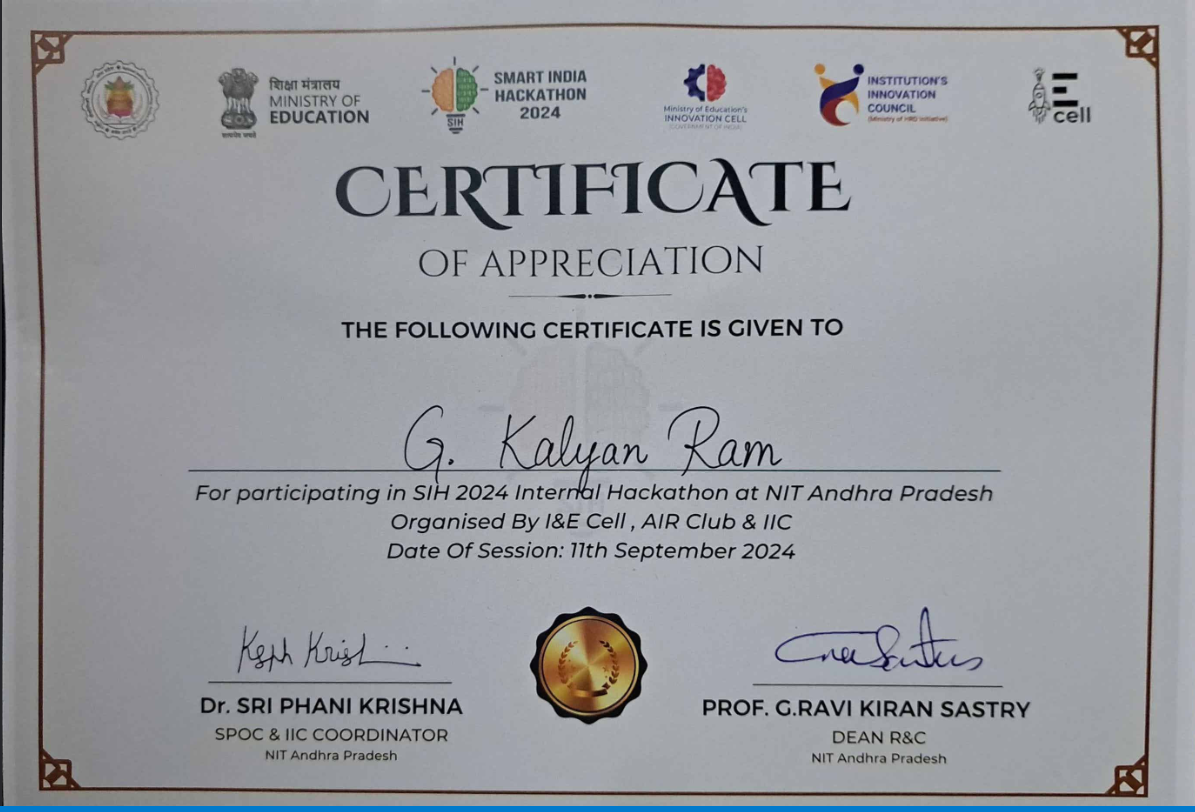 शिक्षा मंत्रालय
MINISTRY OF
EDUCATION
सत्यमेव जयते
SMART INDIA
HACKATHON
2024
SIH
Ministry of Education's
INNOVATION CELL
(GOVERNMENT OF INDIA)
INSTITUTION'S
INNOVATION
COUNCIL
(Ministry of HRD Initiative)
E
cell
CERTIFICATE
OF APPRECIATION
THE FOLLOWING CERTIFICATE IS GIVEN TO
G. Kalyan Ram
For participating in SIH 2024 Internal Hackathon at NIT Andhra Pradesh
Organised By I&E Cell , AIR Club & IIC
Date Of Session: 11th September 2024
Dr. SRI PHANI KRISHNA
SPOC & IIC COORDINATOR
NIT Andhra Pradesh
PROF. G.RAVI KIRAN SASTRY
DEAN R&C
NIT Andhra Pradesh